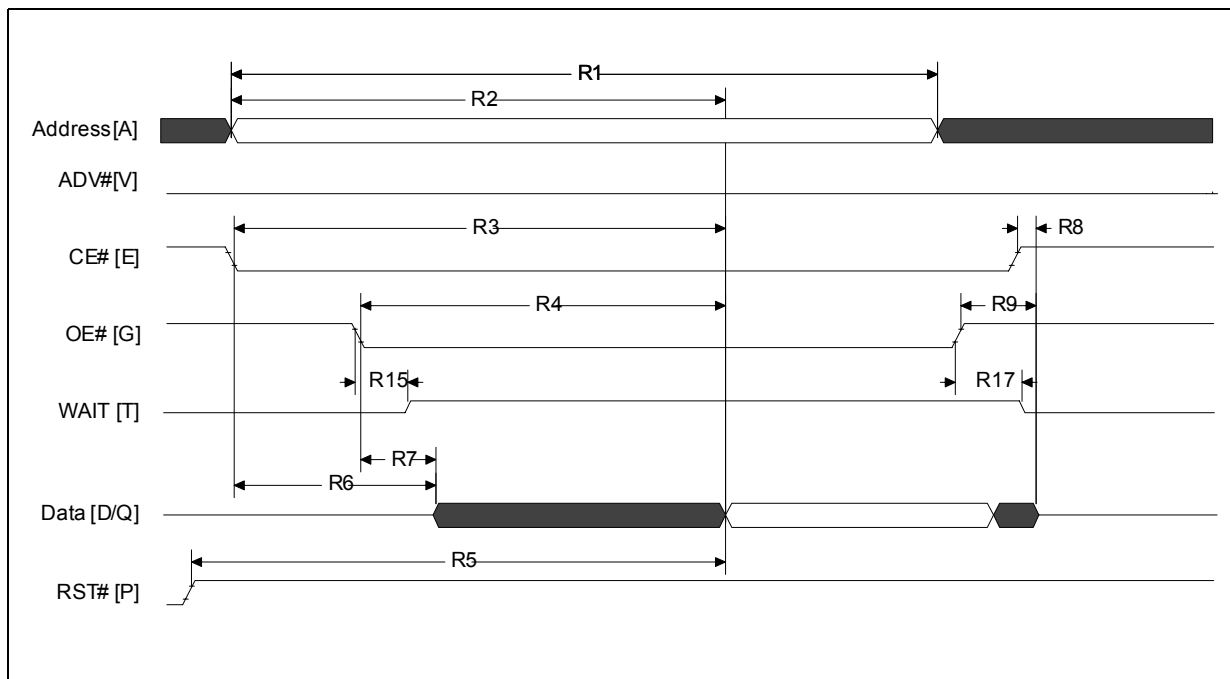 R1
R2
Address [A]
ADV# [V]
R3
R8
CE# [E]
R4
R9
OE# [G]
R15
R17
WAIT [T]
R7
R6
Data [D/Q]
R5
RST# [P]